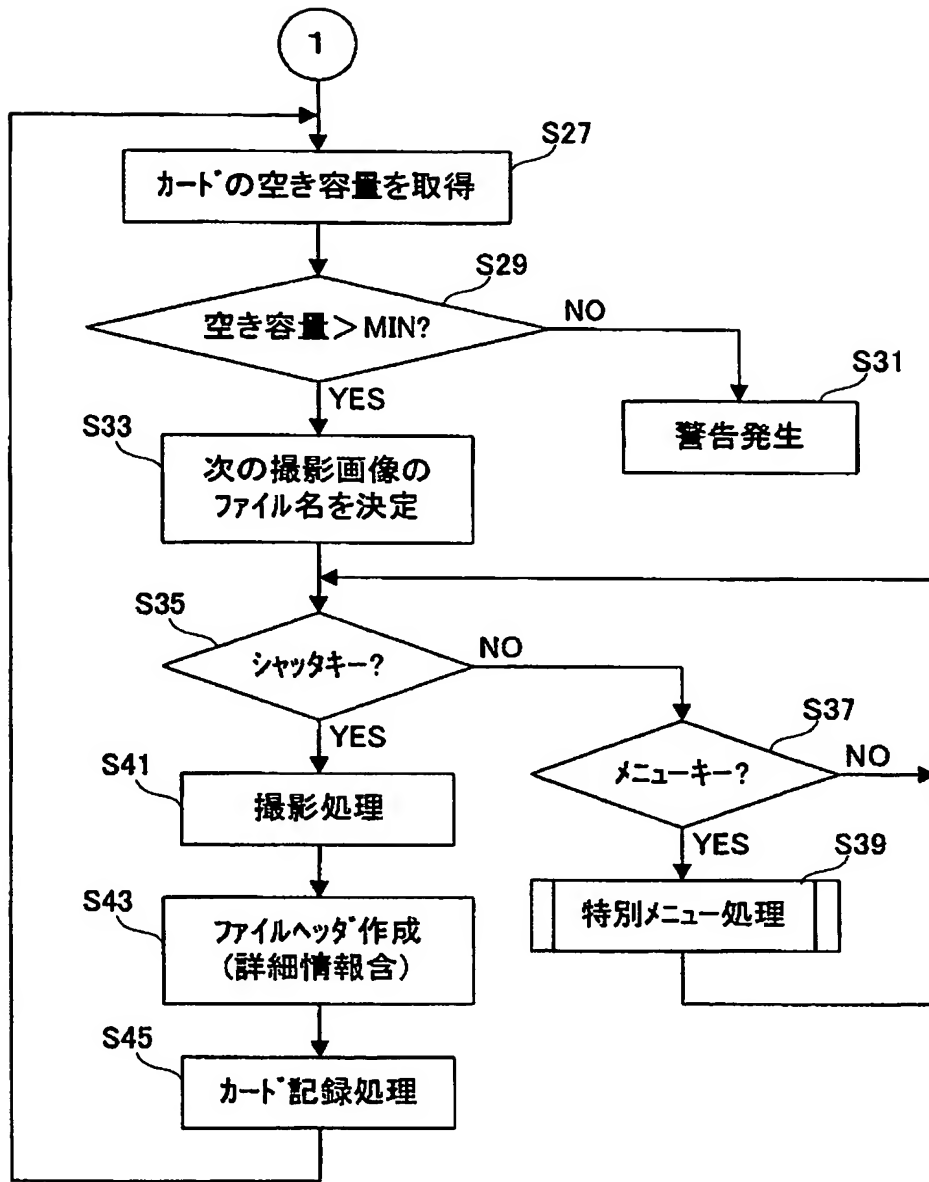 1
S27
カードの空き容量を取得
S29
空き容量＞MIN?
NO
YES
S31
警告発生
S33
次の撮影画像の
ファイル名を決定
S35
シャッタキー?
NO
YES
S37
メニューキー?
NO
YES
S41
撮影処理
S39
特別メニュー処理
S43
ファイルヘッダ作成
(詳細情報含)
S45
カード記録処理